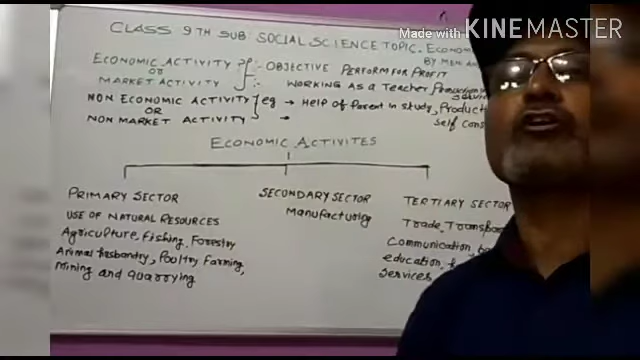 Made with KINEMASTER
CLASS 9TH SUB SOCIAL SCIENCE TOPIC. ECONOM
BY
ECONOMIC ACTIVITY
OR
MARKET ACTIVITY
OBJECTIVE PERFORM FOR PROFIT
WORKING AS A TEACHER
NON ECONOMIC ACTIVITY
OR
NON MARKET ACTIVITY
eg → HELP OF Parent in study, Product
self Cons
ECONOMIC ACTIVITES
PRIMARY SECTOR
USE OF NATURAL RESOURCES
Agriculture, Fishing, Forestry
Animal husbandry, Poultry Farming,
Mining and quarrying
SECONDARY SECTOR
Manufacturing
TERTIARY SECTOR
Trade, Transpo
Communication
education,
services